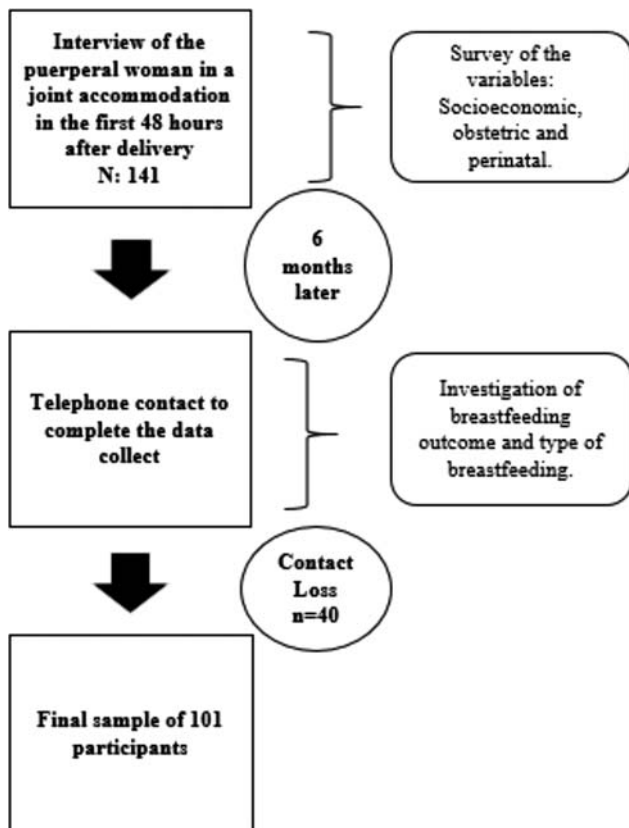 Interview of the
puerperal woman in a
joint accommodation
in the first 48 hours
after delivery
N: 141
Survey of the
variables:
Socioeconomic,
obstetric and
perinatal.
6
months
later
Telephone contact to
complete the data
collect
Investigation of
breastfeeding
outcome and type of
breastfeeding.
Contact
Loss
n=40
Final sample of 101
participants